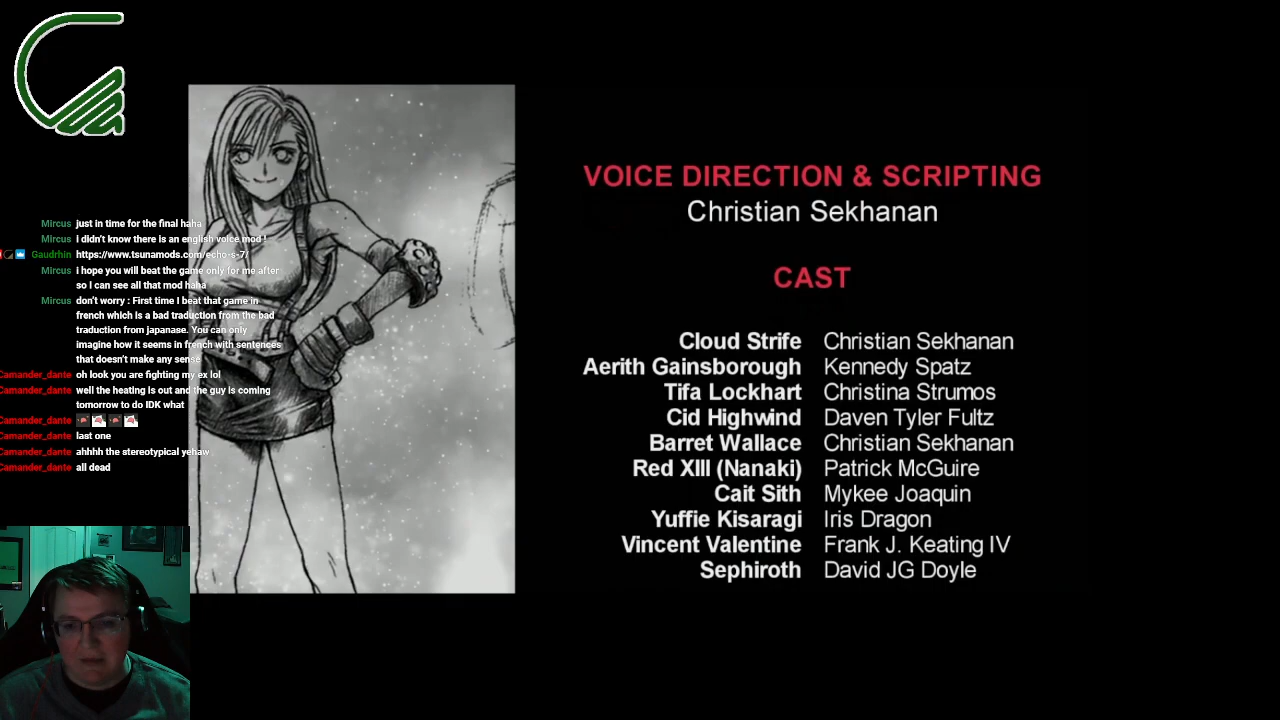 Mircus just in time for the final haha
Mircus I didn't know there is an english voice mod !
Gaudrhin https://www.tsunamods.com/echo-s-7/
Mircus i hope you will beat the game only for me after
so I can see all that mod haha
Mircus don't worry : First time I beat that game in
french which is a bad traduction from the bad
traduction from japanase. You can only
imagine how it seems in french with sentences
that doesn't make any sense
Camander_dante oh look you are fighting my ex lol
Camander_dante well the heating is out and the guy is coming
tomorrow to do IDK what
Camander_dante
Camander_dante last one
Camander_dante ahhhh the stereotypical yehaw
Camander_dante all dead
VOICE DIRECTION & SCRIPTING
Christian Sekhanan
CAST
Cloud Strife Christian Sekhanan
Aerith Gainsborough Kennedy Spatz
Tifa Lockhart Christina Strumos
Cid Highwind Daven Tyler Fultz
Barret Wallace Christian Sekhanan
Red XIII (Nanaki) Patrick McGuire
Cait Sith Mykee Joaquin
Yuffie Kisaragi Iris Dragon
Vincent Valentine Frank J. Keating IV
Sephiroth David JG Doyle